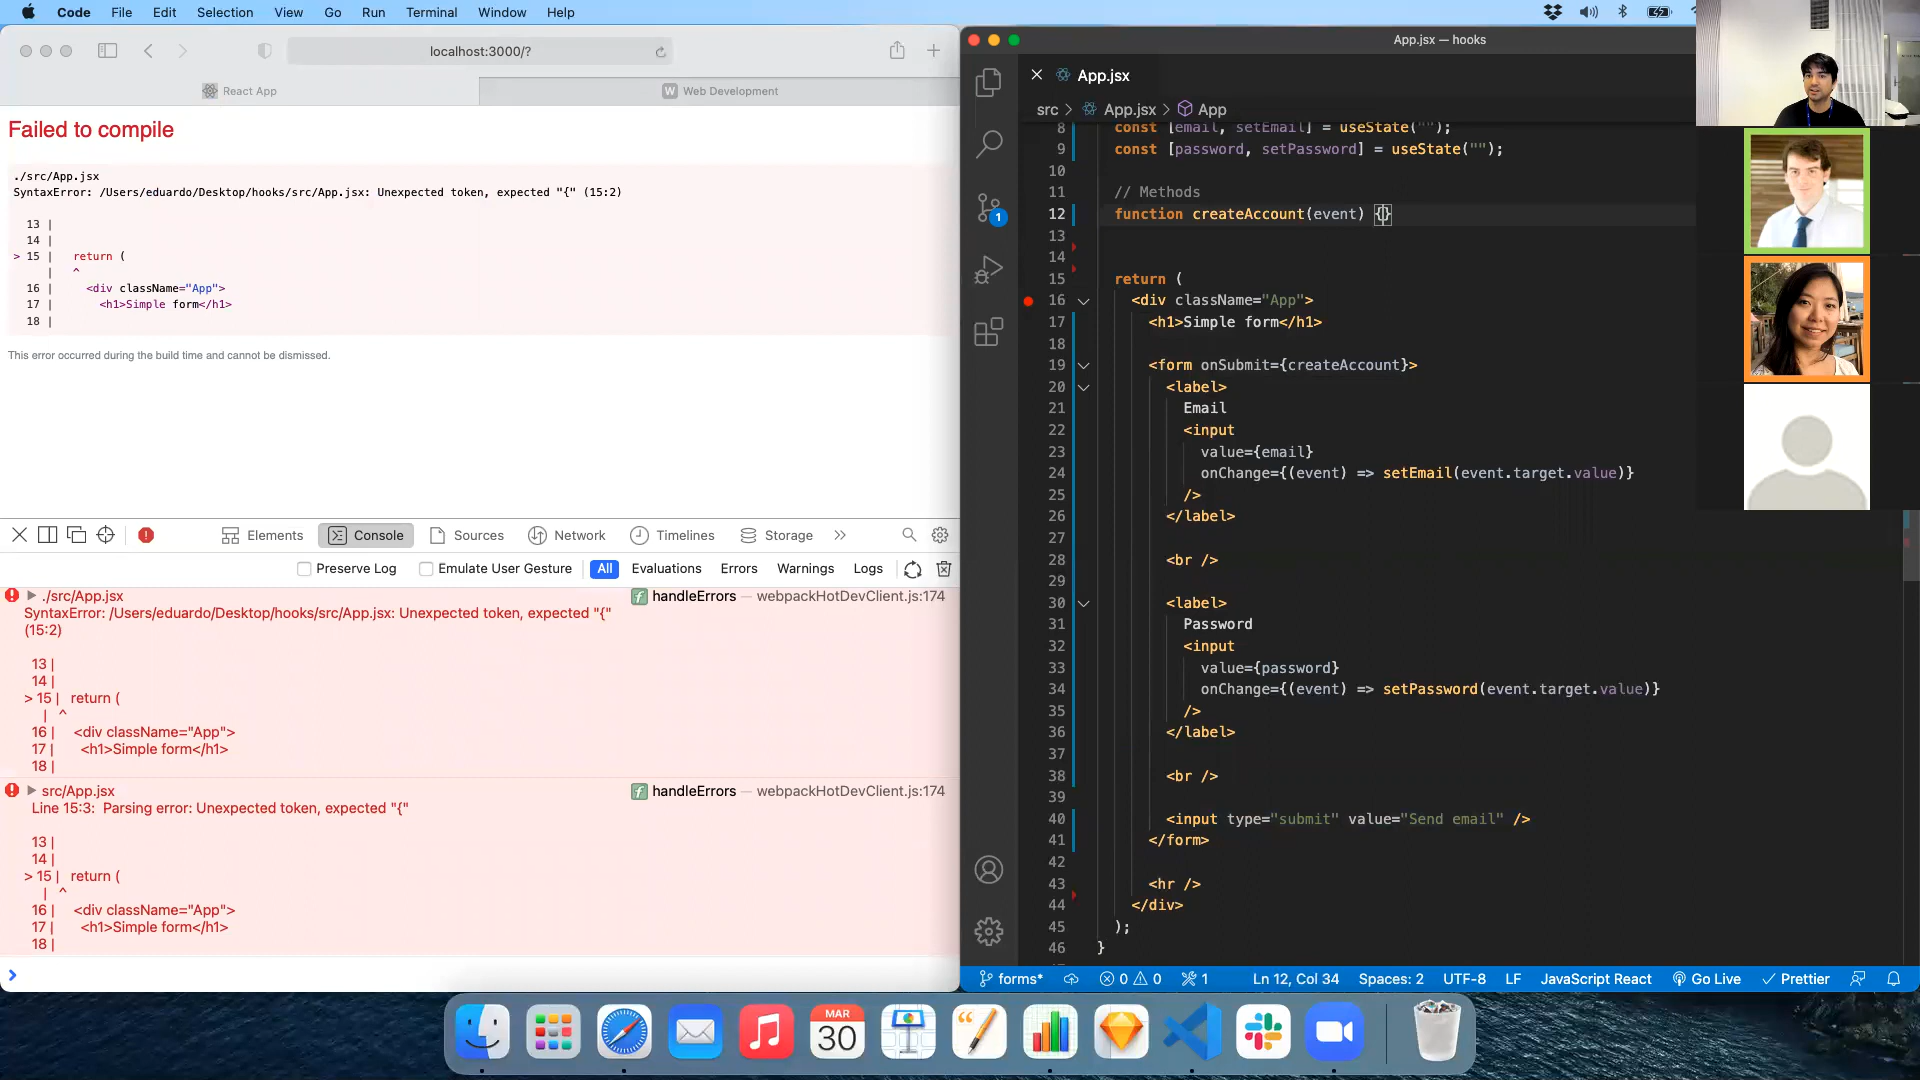 Code File Edit Selection View Go Run Terminal Window Help
localhost:3000/?
React App
W Web Development
Failed to compile
./src/App.jsx
SyntaxError: /Users/eduardo/Desktop/hooks/src/App.jsx: Unexpected token, expected "{" (15:2)
13 |
14 |
> 15 | return (
| ^
16 | <div className="App">
17 | <h1>Simple form</h1>
18 |
This error occurred during the build time and cannot be dismissed.
Elements Console Sources Network Timelines Storage
Preserve Log Emulate User Gesture All Evaluations Errors Warnings Logs
./src/App.jsx handleErrors — webpackHotDevClient.js:174
SyntaxError: /Users/eduardo/Desktop/hooks/src/App.jsx: Unexpected token, expected "{"
(15:2)
13 |
14 |
> 15 | return (
| ^
16 | <div className="App">
17 | <h1>Simple form</h1>
18 |
src/App.jsx handleErrors — webpackHotDevClient.js:174
Line 15:3: Parsing error: Unexpected token, expected "{"
13 |
14 |
> 15 | return (
| ^
16 | <div className="App">
17 | <h1>Simple form</h1>
18 |
App.jsx — hooks
App.jsx
src > App.jsx > App
8 const [email, setEmail] = useState("");
9 const [password, setPassword] = useState("");
10
11 // Methods
12 function createAccount(event) {}
13
14
15 return (
16 <div className="App">
17 <h1>Simple form</h1>
18
19 <form onSubmit={createAccount}>
20 <label>
21 Email
22 <input
23 value={email}
24 onChange={(event) => setEmail(event.target.value)}
25 />
26 </label>
27
28 <br />
29
30 <label>
31 Password
32 <input
33 value={password}
34 onChange={(event) => setPassword(event.target.value)}
35 />
36 </label>
37
38 <br />
39
40 <input type="submit" value="Send email" />
41 </form>
42
43 <hr />
44 </div>
45 );
46 }
1
forms* 0 0 1 Ln 12, Col 34 Spaces: 2 UTF-8 LF JavaScript React Go Live Prettier
MAR
30